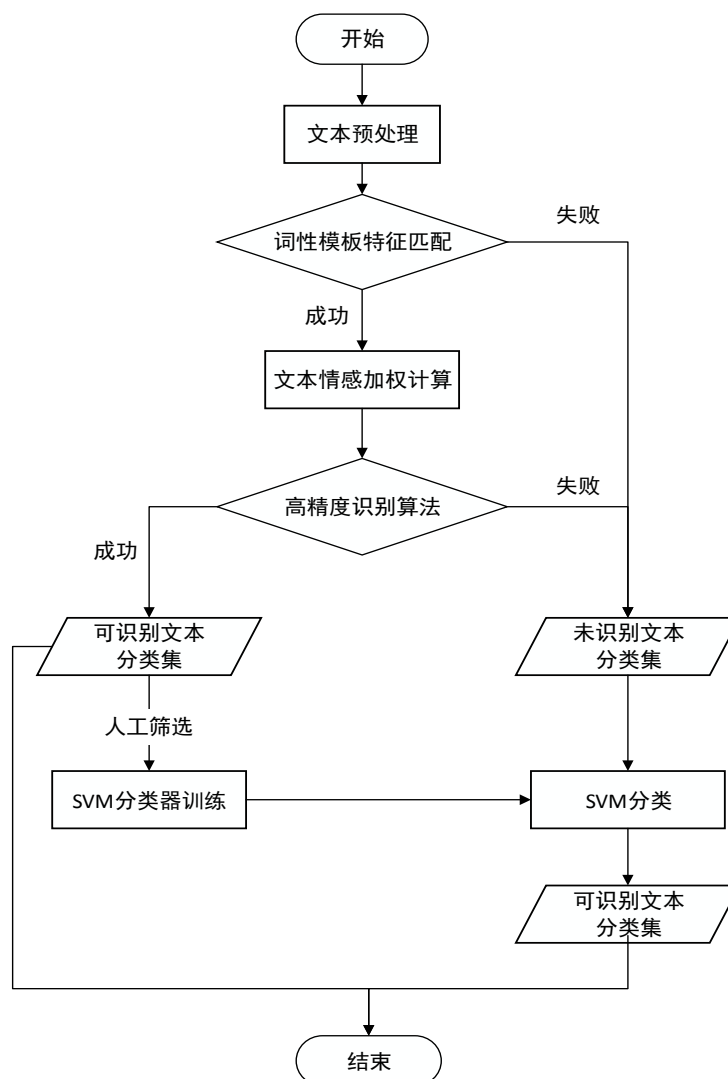 开始
文本预处理
词性模板特征匹配
失败
成功
文本情感加权计算
高精度识别算法
失败
成功
可识别文本
分类集
未识别文本
分类集
人工筛选
SVM分类器训练
SVM分类
可识别文本
分类集
结束